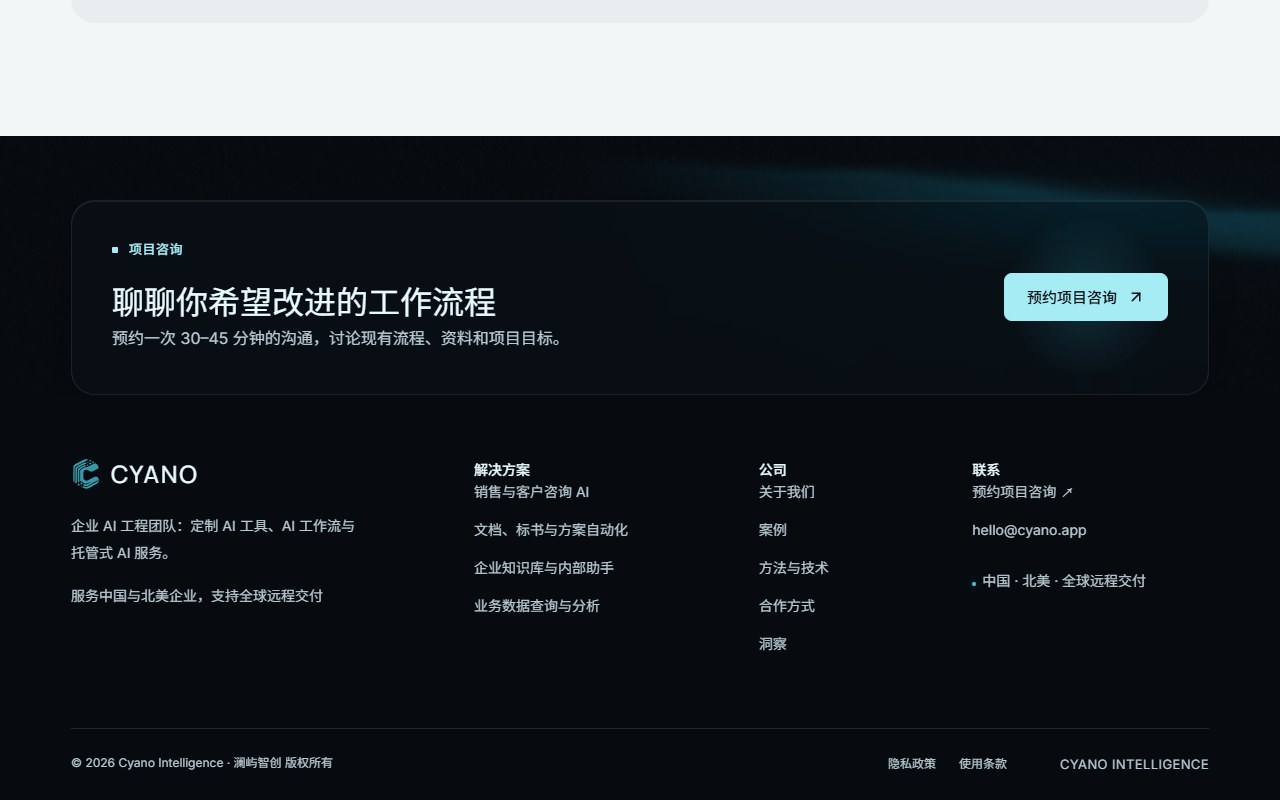 项目咨询
聊聊你希望改进的工作流程
预约一次 30–45 分钟的沟通，讨论现有流程、资料和项目目标。
预约项目咨询
CYANO
企业 AI 工程团队：定制 AI 工具、AI 工作流与
托管式 AI 服务。
服务中国与北美企业，支持全球远程交付
解决方案
销售与客户咨询 AI
文档、标书与方案自动化
企业知识库与内部助手
业务数据查询与分析
公司
关于我们
案例
方法与技术
合作方式
洞察
联系
预约项目咨询 ↗
hello@cyano.app
中国 · 北美 · 全球远程交付
© 2026 Cyano Intelligence · 澜屿智创 版权所有
隐私政策
使用条款
CYANO INTELLIGENCE